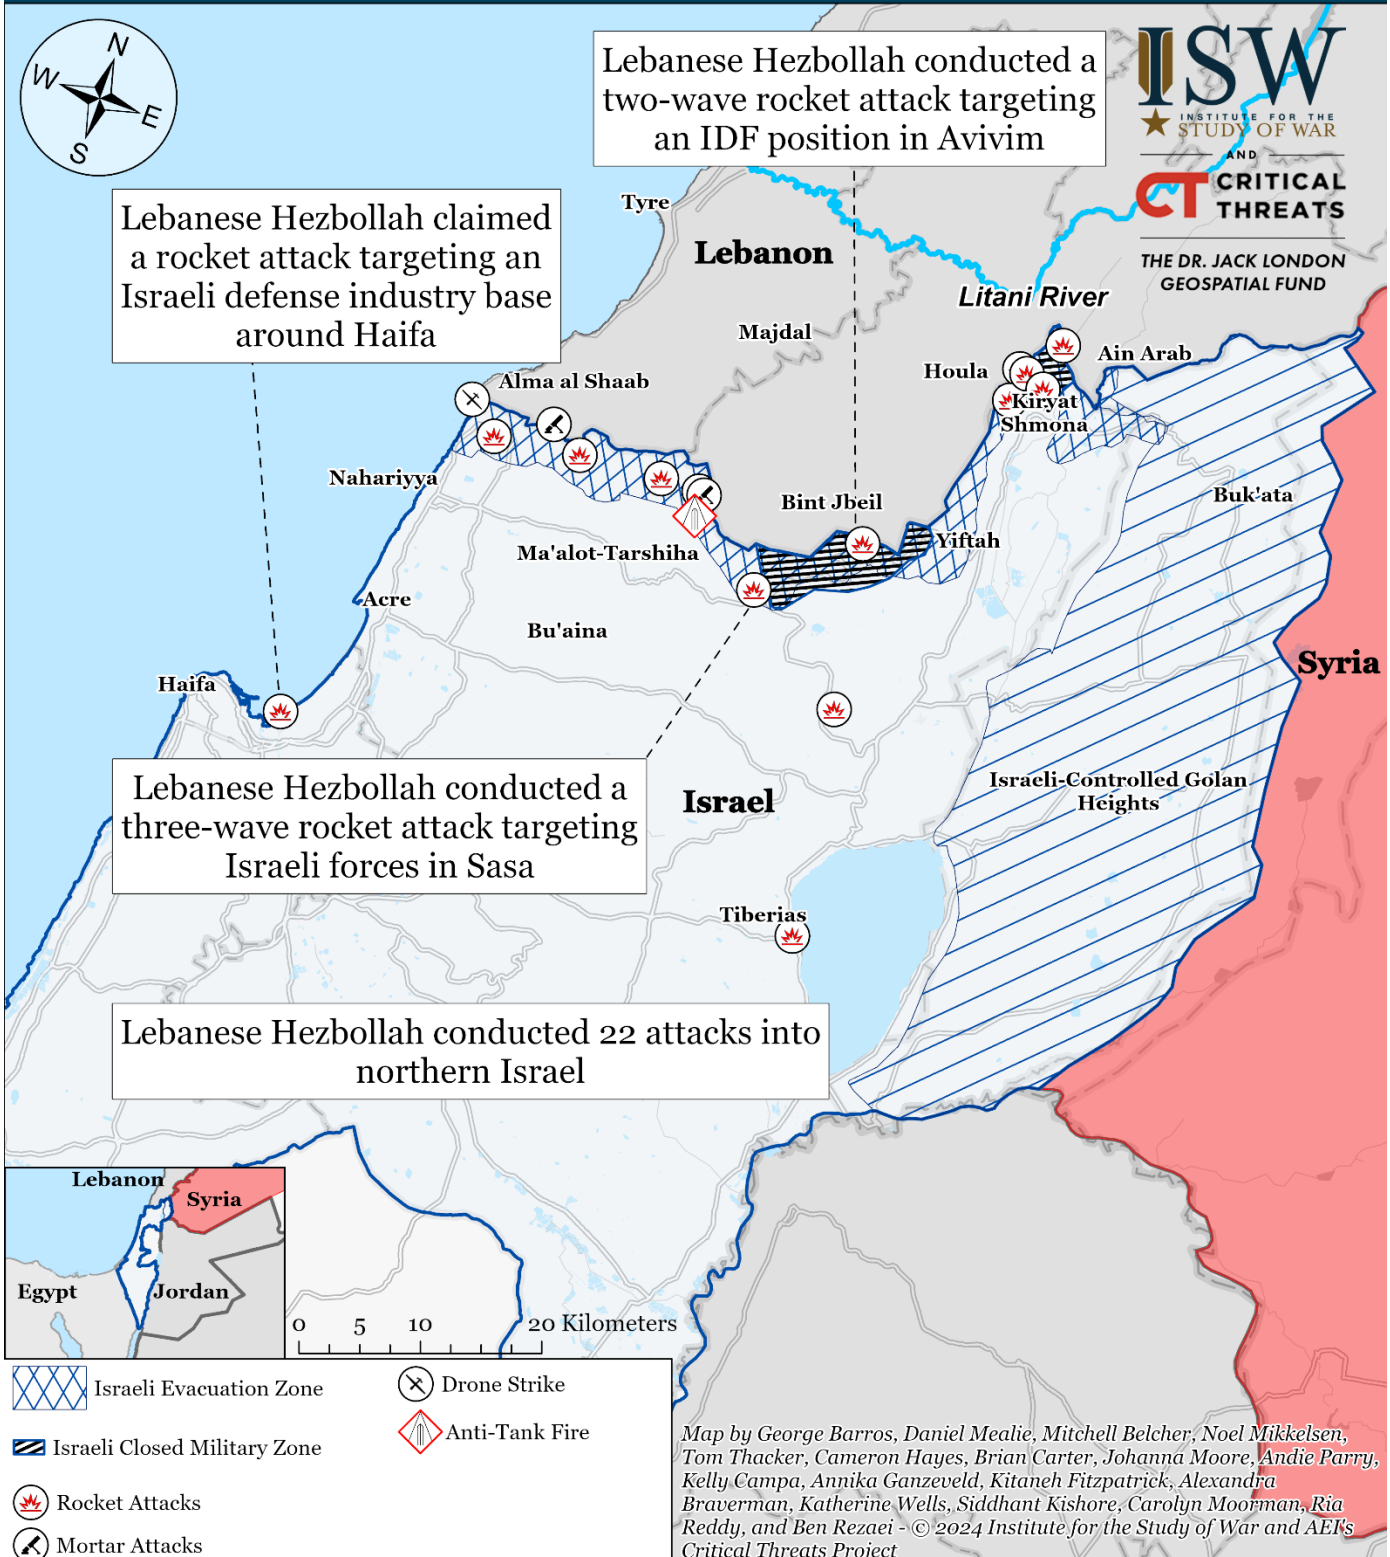 N
W
E
S
Lebanese Hezbollah conducted a
two-wave rocket attack targeting
an IDF position in Avivim
ISW
INSTITUTE FOR THE
STUDY OF WAR
AND
CT CRITICAL
THREATS
THE DR. JACK LONDON
GEOSPATIAL FUND
Lebanese Hezbollah claimed
a rocket attack targeting an
Israeli defense industry base
around Haifa
Tyre
Lebanon
Litani River
Majdal
Ain Arab
Houla
Alma al Shaab
Kiryat
Shmona
Nahariyya
Bint Jbeil
Buk'ata
Yiftah
Ma'alot-Tarshiha
Acre
Bu'aina
Syria
Haifa
Israeli-Controlled Golan
Heights
Lebanese Hezbollah conducted a
three-wave rocket attack targeting
Israeli forces in Sasa
Israel
Tiberias
Lebanese Hezbollah conducted 22 attacks into
northern Israel
Lebanon
Syria
Egypt
Jordan
0 5 10 20 Kilometers
Israeli Evacuation Zone
Israeli Closed Military Zone
Rocket Attacks
Mortar Attacks
Drone Strike
Anti-Tank Fire
Map by George Barros, Daniel Mealie, Mitchell Belcher, Noel Mikkelsen,
Tom Thacker, Cameron Hayes, Brian Carter, Johanna Moore, Andie Parry,
Kelly Campa, Annika Ganzeveld, Kitaneh Fitzpatrick, Alexandra
Braverman, Katherine Wells, Siddhant Kishore, Carolyn Moorman, Ria
Reddy, and Ben Rezaei - © 2024 Institute for the Study of War and AEI's
Critical Threats Project